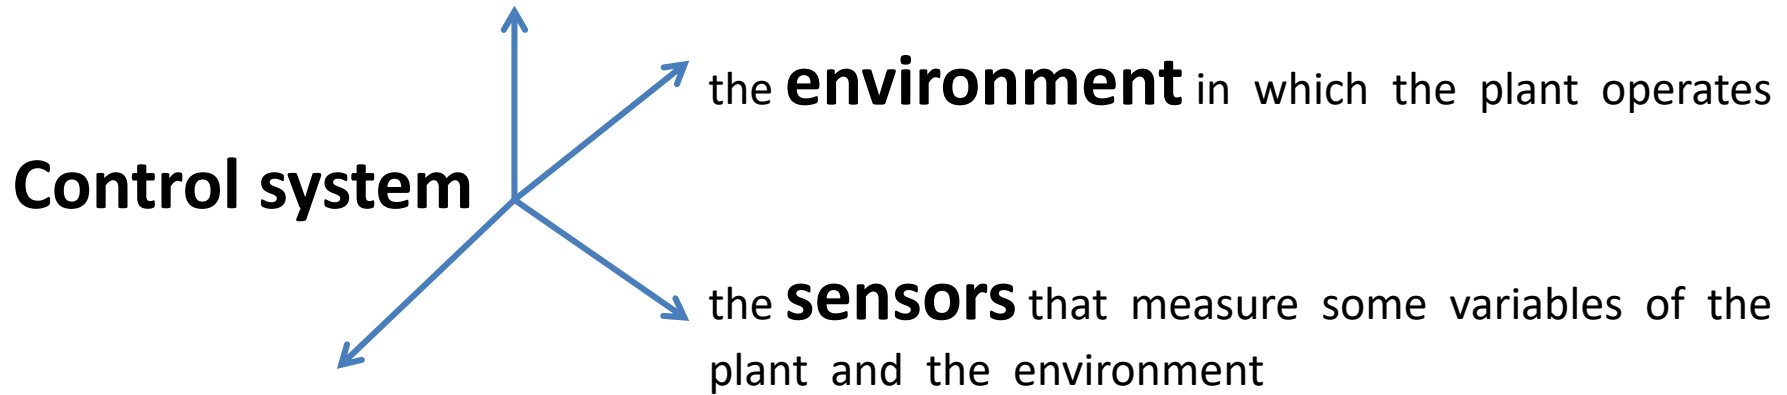 the environment in which the plant operates
Control system
the sensors that measure some variables of the
plant and the environment